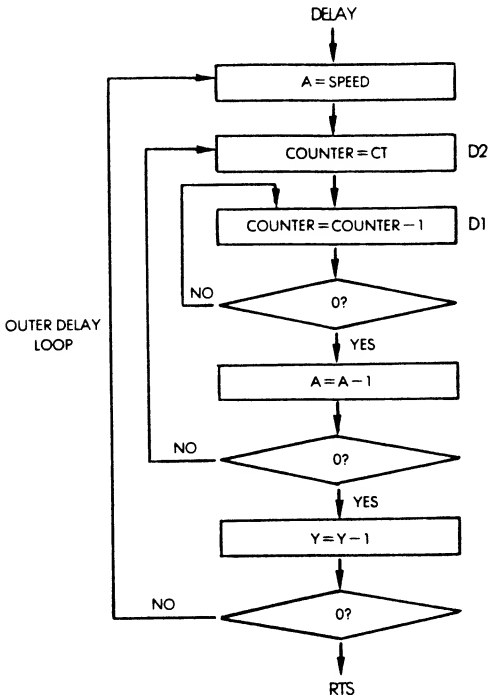 DELAY
A = SPEED
COUNTER = CT
D2
COUNTER = COUNTER − 1
D1
NO
0?
OUTER DELAY
LOOP
YES
A = A − 1
NO
0?
YES
Y = Y − 1
NO
0?
RTS